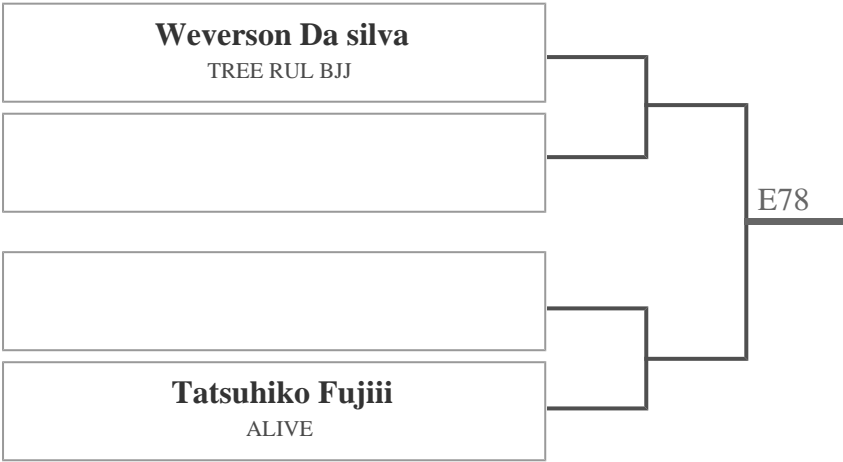 Weverson Da silva
TREE RUL BJJ
E78
Tatsuhiko Fujiii
ALIVE